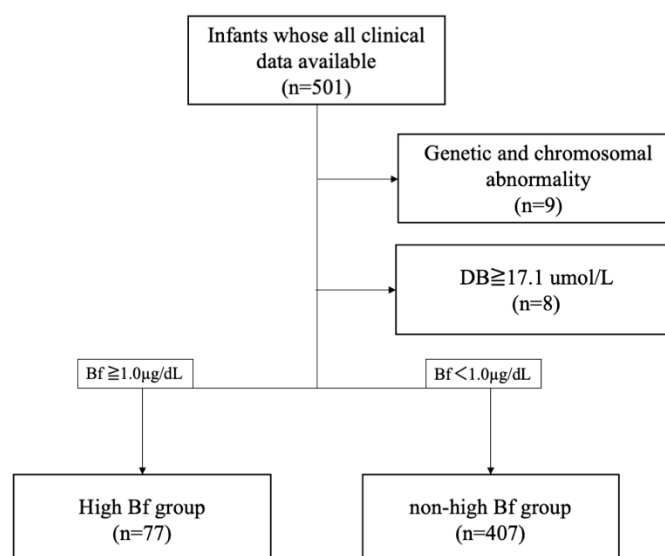 Infants whose all clinical
data available
(n=501)
Genetic and chromosomal
abnormality
(n=9)
DB≧17.1 umol/L
(n=8)
Bf≧1.0μg/dL
Bf<1.0μg/dL
High Bf group
(n=77)
non-high Bf group
(n=407)